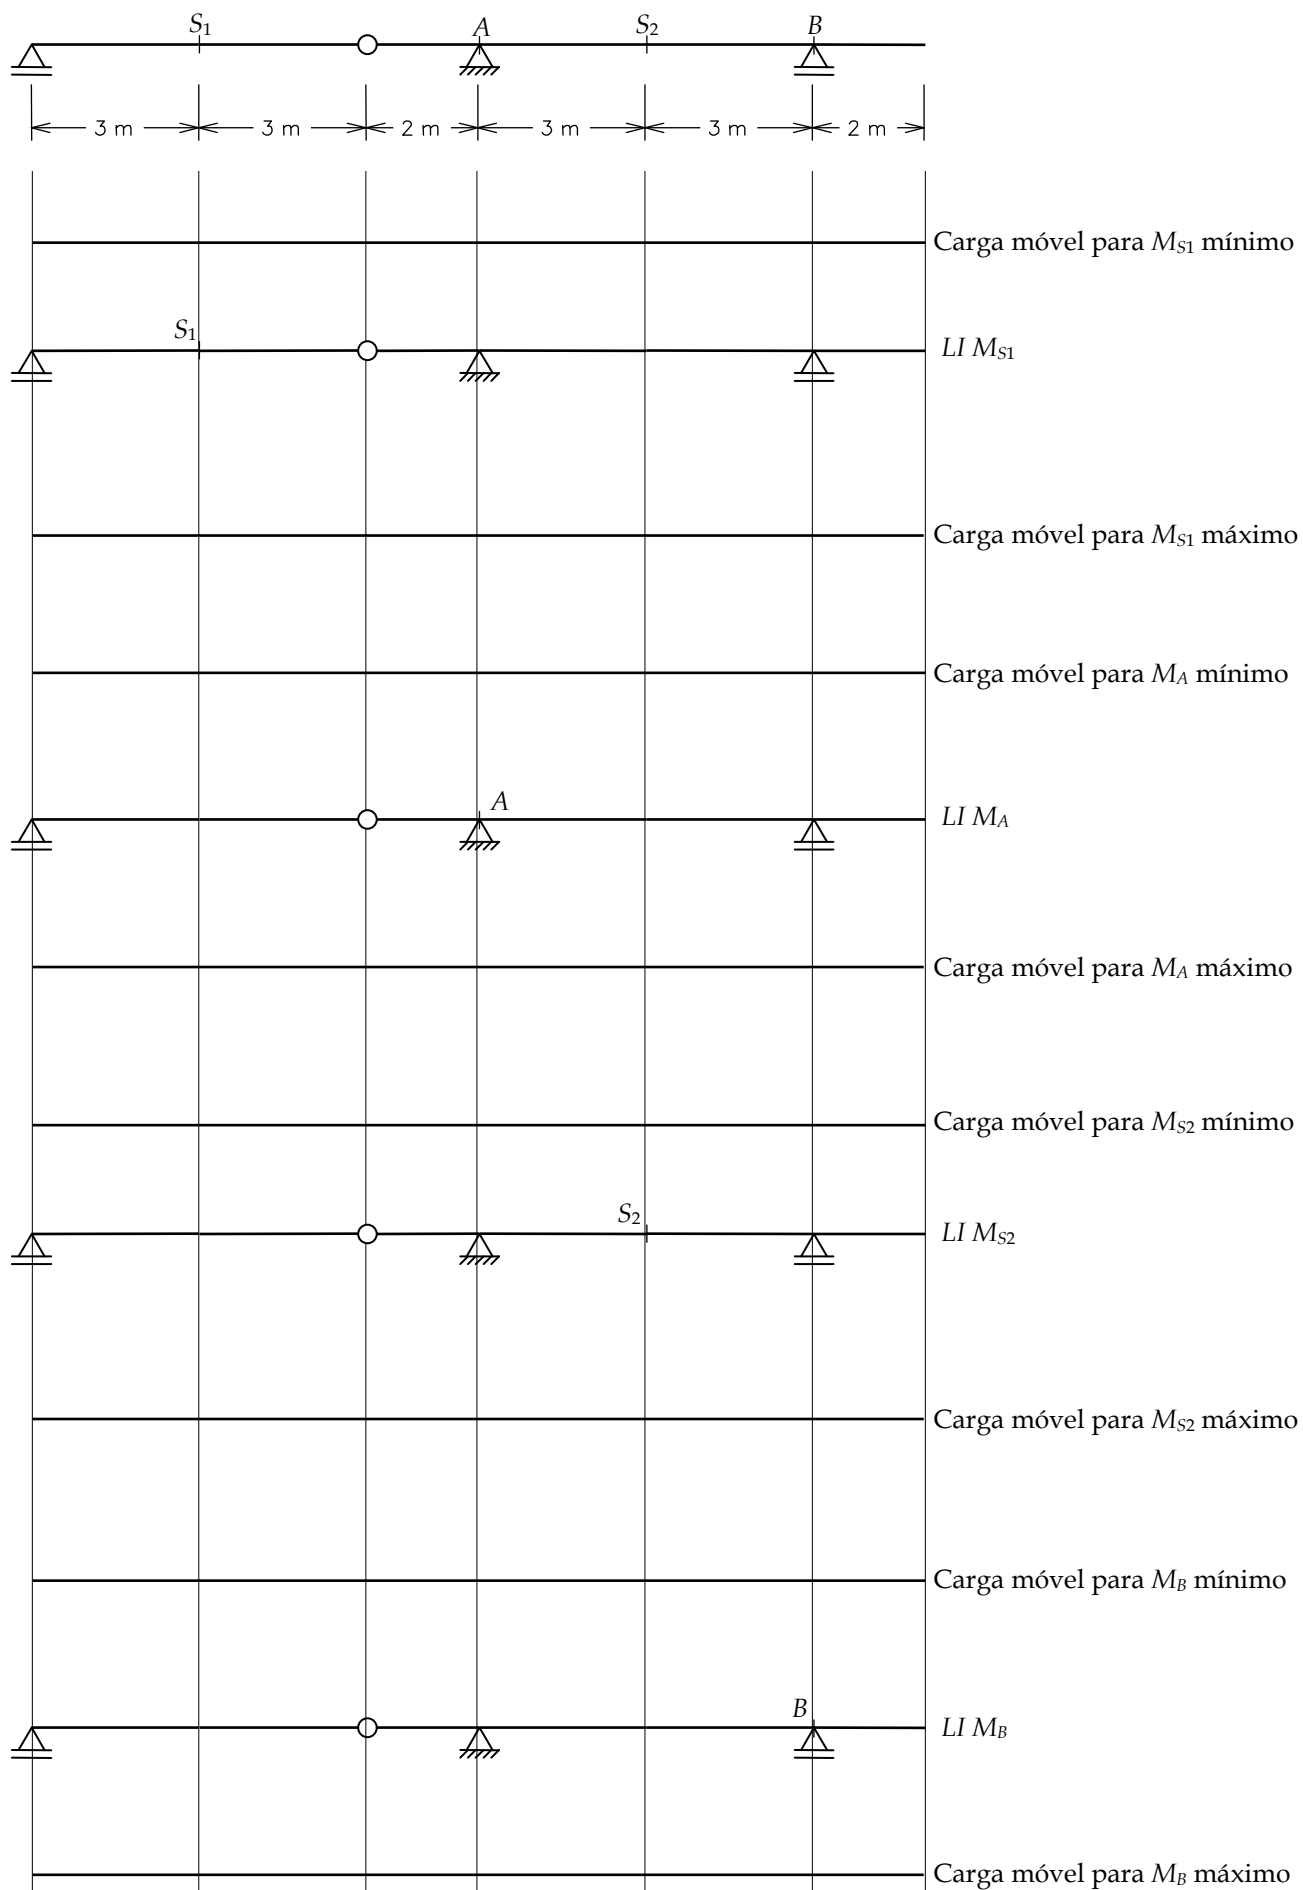 S1 A S2 B
3 m 3 m 2 m 3 m 3 m 2 m
Carga móvel para MS1 mínimo
S1
LI MS1
Carga móvel para MS1 máximo
Carga móvel para MA mínimo
A
LI MA
Carga móvel para MA máximo
Carga móvel para MS2 mínimo
S2
LI MS2
Carga móvel para MS2 máximo
Carga móvel para MB mínimo
B
LI MB
Carga móvel para MB máximo